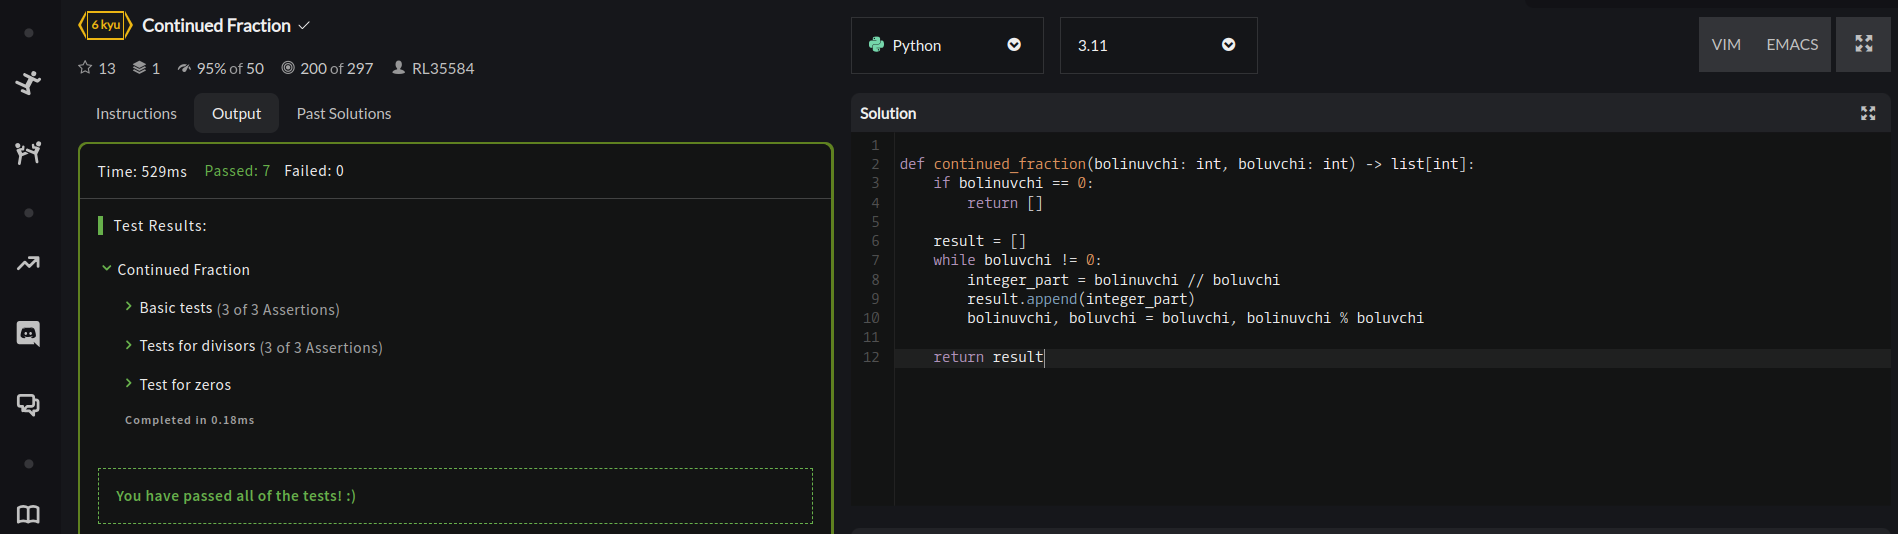 6 kyu Continued Fraction
13 1 95% of 50 200 of 297 RL35584
Instructions Output Past Solutions
Time: 529ms Passed: 7 Failed: 0
Test Results:
Continued Fraction
Basic tests (3 of 3 Assertions)
Tests for divisors (3 of 3 Assertions)
Test for zeros
Completed in 0.18ms
You have passed all of the tests! :)
Python 3.11 VIM EMACS
Solution
1
2 def continued_fraction(bolinuvchi: int, boluvchi: int) -> list[int]:
3     if bolinuvchi == 0:
4         return []
5
6     result = []
7     while boluvchi != 0:
8         integer_part = bolinuvchi // boluvchi
9         result.append(integer_part)
10         bolinuvchi, boluvchi = boluvchi, bolinuvchi % boluvchi
11
12     return result